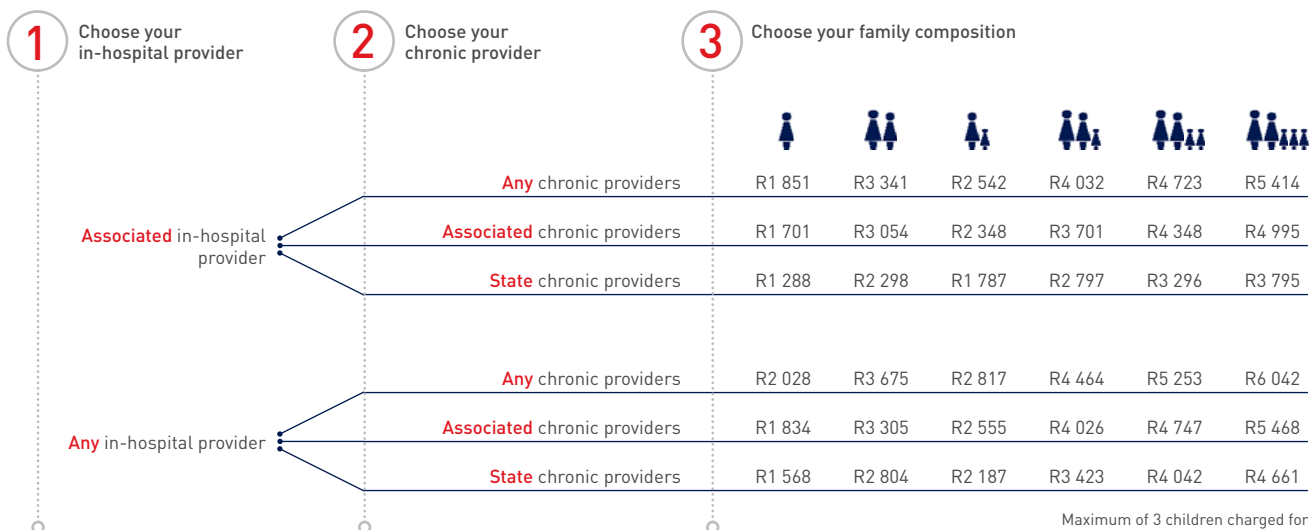 1 Choose your
in-hospital provider
2 Choose your
chronic provider
3 Choose your family composition
Associated in-hospital
provider
Any chronic providers R1 851 R3 341 R2 542 R4 032 R4 723 R5 414
Associated chronic providers R1 701 R3 054 R2 348 R3 701 R4 348 R4 995
State chronic providers R1 288 R2 298 R1 787 R2 797 R3 296 R3 795
Any in-hospital provider
Any chronic providers R2 028 R3 675 R2 817 R4 464 R5 253 R6 042
Associated chronic providers R1 834 R3 305 R2 555 R4 026 R4 747 R5 468
State chronic providers R1 568 R2 804 R2 187 R3 423 R4 042 R4 661
Maximum of 3 children charged for